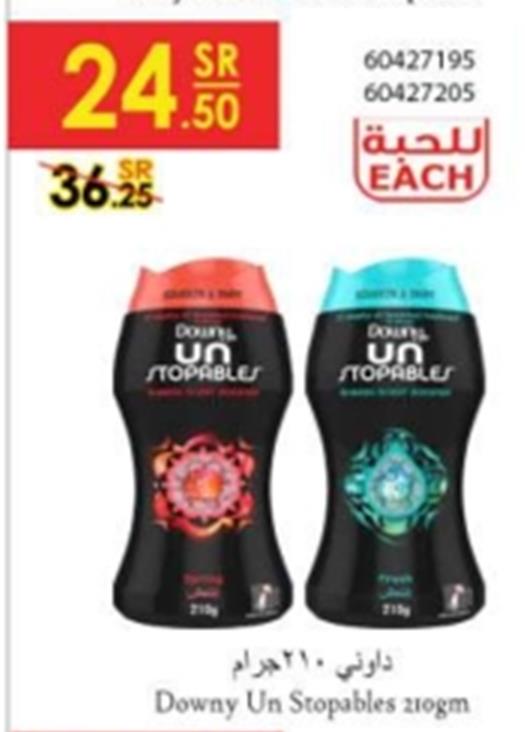 24.50 SR
36.25 SR
60427195
60427205
للحبة
EACH
Downy
un
STOPABLES
210g
Downy
un
STOPABLES
Fresh
210g
داوني ٢١٠جرام
Downy Un Stopables 210gm